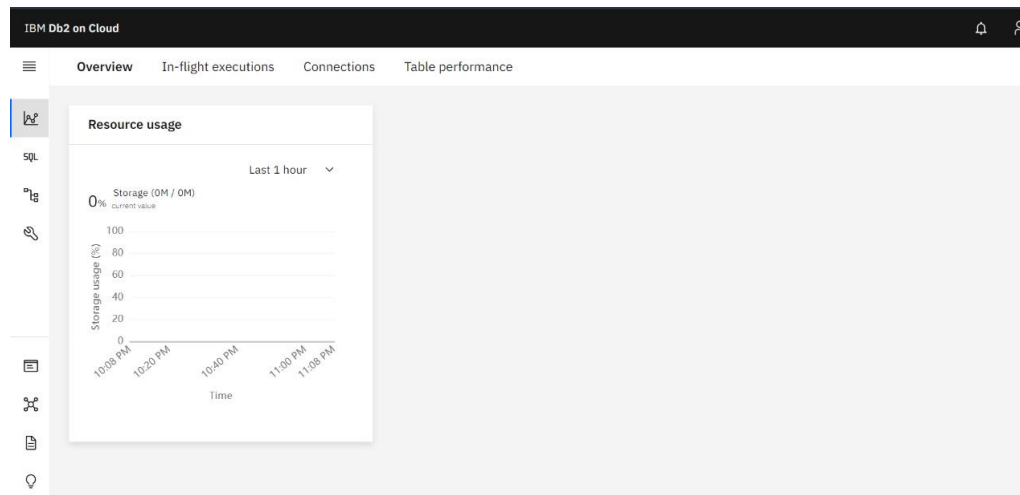 IBM Db2 on Cloud
Overview In-flight executions Connections Table performance
Resource usage
Last 1 hour
0% Storage (0M / 0M)
current value
SQL
Storage usage (%)
100
80
60
40
20
0
10:08 PM 10:20 PM 10:40 PM 11:00 PM 11:08 PM
Time